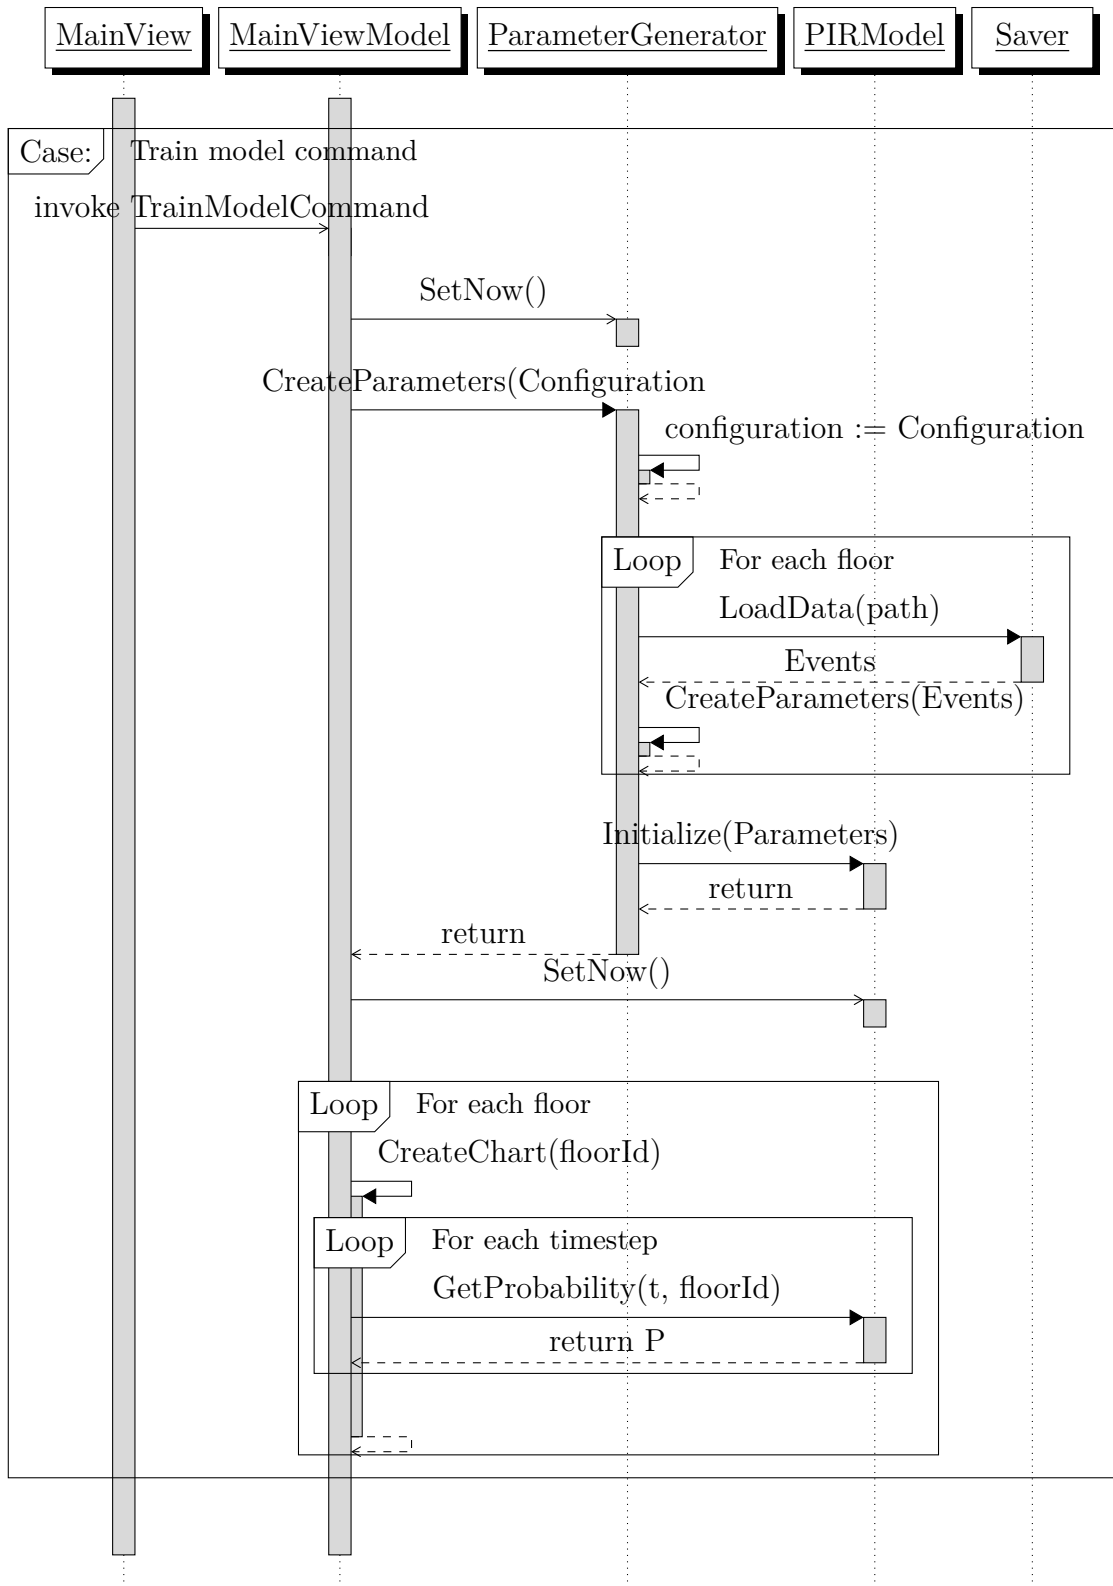 MainView
MainViewModel
ParameterGenerator
PIRModel
Saver
Case:
Train model command
invoke TrainModelCommand
SetNow()
CreateParameters(Configuration
configuration := Configuration
Loop
For each floor
LoadData(path)
Events
CreateParameters(Events)
Initialize(Parameters)
return
return
SetNow()
Loop
For each floor
CreateChart(floorId)
Loop
For each timestep
GetProbability(t, floorId)
return P